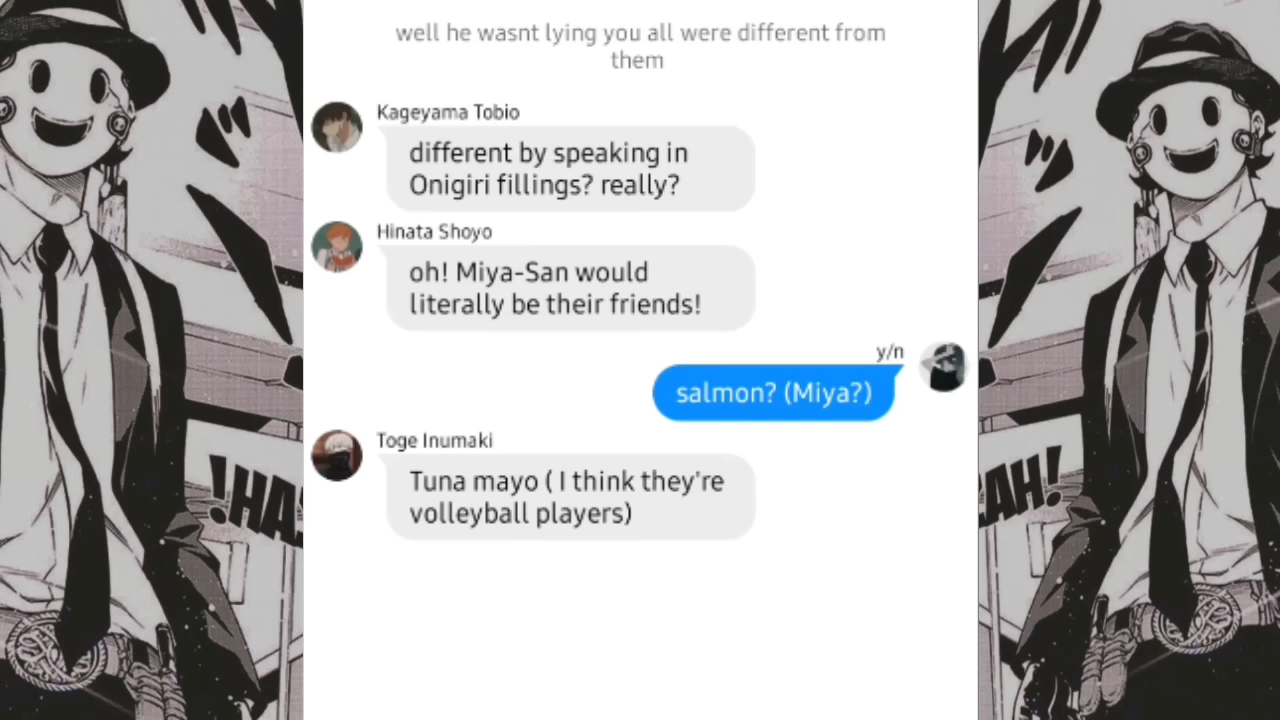 well he wasnt lying you all were different from
them
Kageyama Tobio
different by speaking in
Onigiri fillings? really?
Hinata Shoyo
oh! Miya-San would
literally be their friends!
y/n
salmon? (Miya?)
Toge Inumaki
Tuna mayo ( I think they're
volleyball players)
!HA
AH!